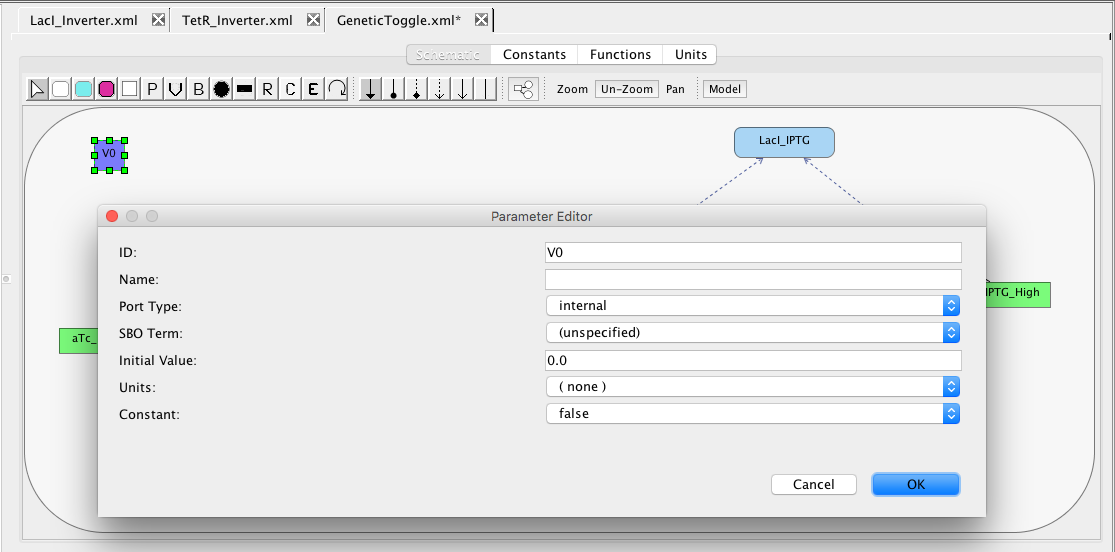 LacI_Inverter.xml TetR_Inverter.xml GeneticToggle.xml*
Schematic Constants Functions Units
P V B R C E Zoom Un-Zoom Pan Model
V0
LacI_IPTG
Parameter Editor
ID: V0
Name:
Port Type: internal
IPTG_High
SBO Term: (unspecified)
aTc_
Initial Value: 0.0
Units: ( none )
Constant: false
Cancel OK